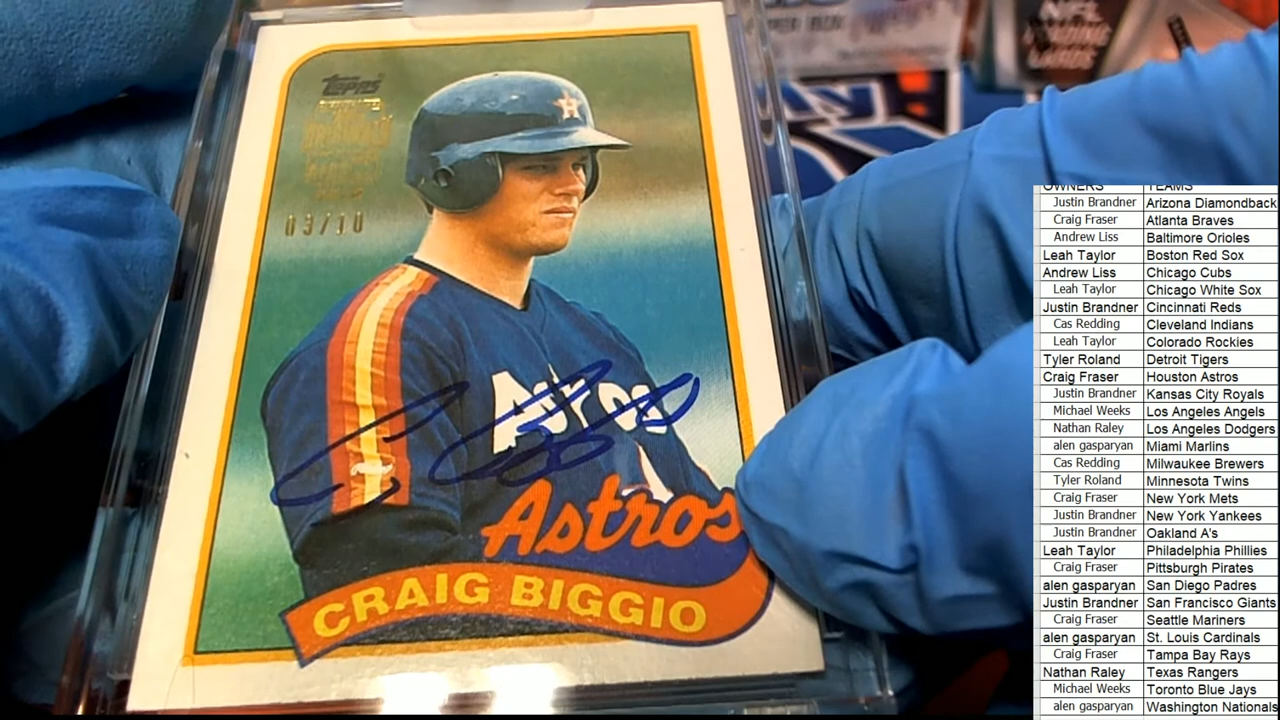 NFL
TRADING
CARDS
Topps
03/10
Astros
Astros
CRAIG BIGGIO
OWNERS TEAMS
Justin Brandner Arizona Diamondback
Craig Fraser Atlanta Braves
Andrew Liss Baltimore Orioles
Leah Taylor Boston Red Sox
Andrew Liss Chicago Cubs
Leah Taylor Chicago White Sox
Justin Brandner Cincinnati Reds
Cas Redding Cleveland Indians
Leah Taylor Colorado Rockies
Tyler Roland Detroit Tigers
Craig Fraser Houston Astros
Justin Brandner Kansas City Royals
Michael Weeks Los Angeles Angels
Nathan Raley Los Angeles Dodgers
alen gasparyan Miami Marlins
Cas Redding Milwaukee Brewers
Tyler Roland Minnesota Twins
Craig Fraser New York Mets
Justin Brandner New York Yankees
Justin Brandner Oakland A's
Leah Taylor Philadelphia Phillies
Craig Fraser Pittsburgh Pirates
alen gasparyan San Diego Padres
Justin Brandner San Francisco Giants
Craig Fraser Seattle Mariners
alen gasparyan St. Louis Cardinals
Craig Fraser Tampa Bay Rays
Nathan Raley Texas Rangers
Michael Weeks Toronto Blue Jays
alen gasparyan Washington Nationals